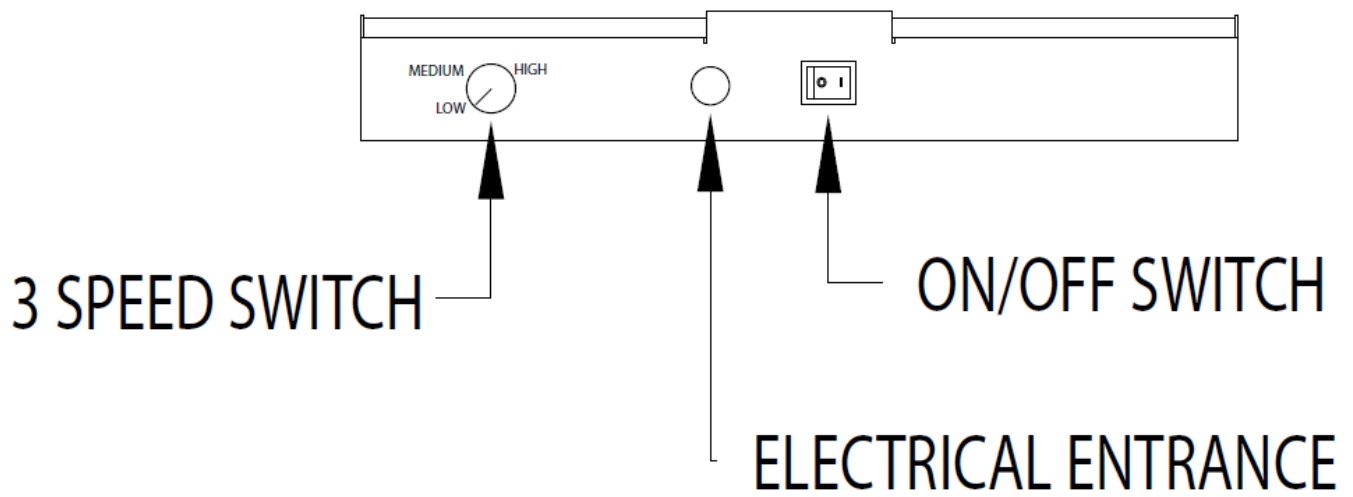 MEDIUM
HIGH
LOW
O I
3 SPEED SWITCH
ON/OFF SWITCH
ELECTRICAL ENTRANCE